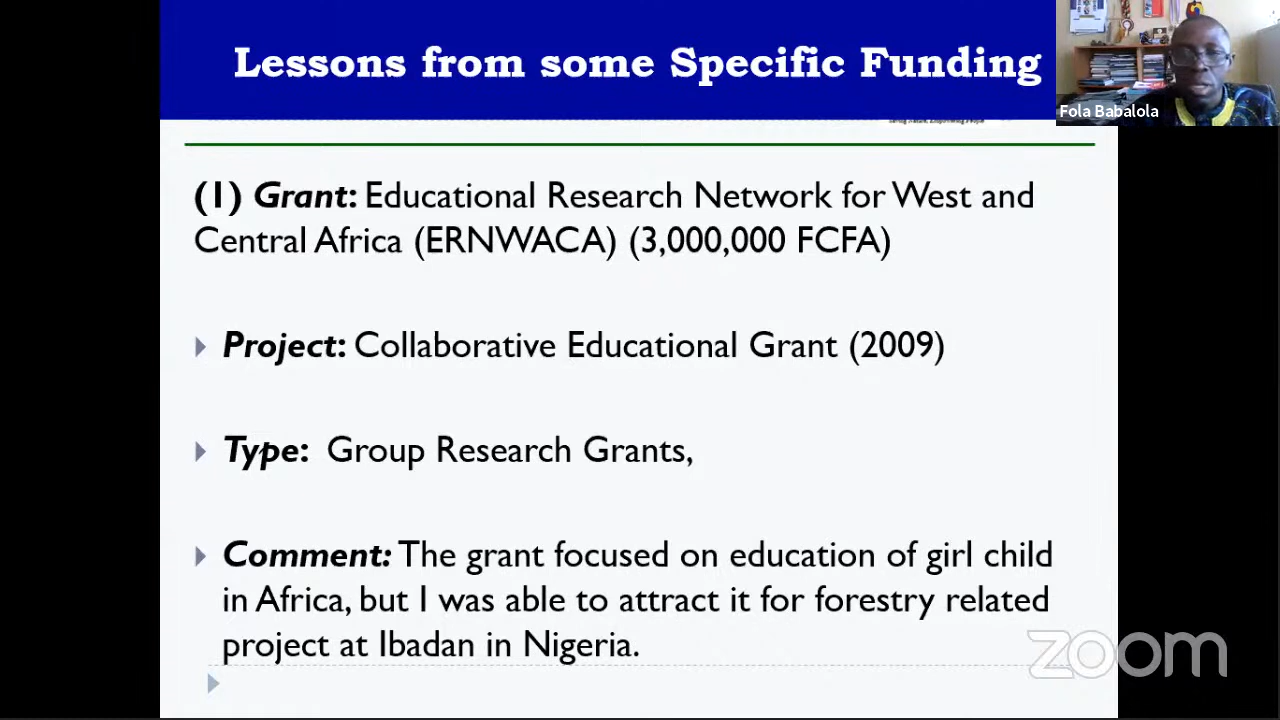 Lessons from some Specific Funding
Fola Babalola
(1) Grant: Educational Research Network for West and
Central Africa (ERNWACA) (3,000,000 FCFA)
Project: Collaborative Educational Grant (2009)
Type: Group Research Grants,
Comment: The grant focused on education of girl child
in Africa, but I was able to attract it for forestry related
project at Ibadan in Nigeria.
zoom